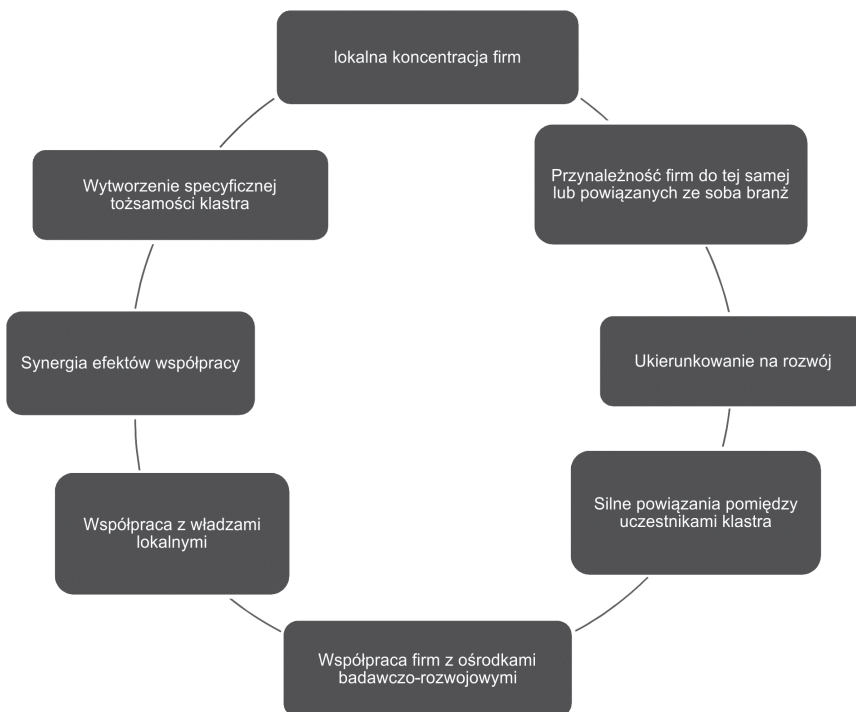 lokalna koncentracja firm
Przynależność firm do tej samej
lub powiązanych ze soba branż
Ukierunkowanie na rozwój
Silne powiązania pomiędzy
uczestnikami klastra
Współpraca firm z ośrodkami
badawczo-rozwojowymi
Współpraca z władzami
lokalnymi
Synergia efektów współpracy
Wytworzenie specyficznej
tożsamości klastra